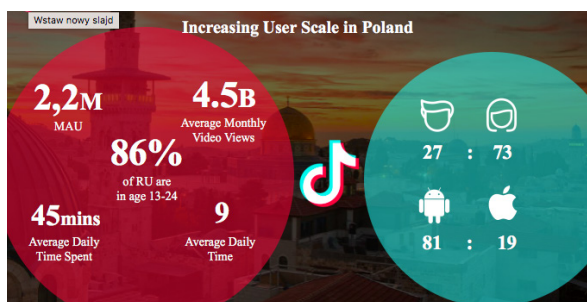 Wstaw nowy slajd
Increasing User Scale in Poland
2,2M
MAU
4.5B
Average Monthly
Video Views
86%
of RU are
in age 13-24
45mins
Average Daily
Time Spent
9
Average Daily
Time
27 : 73
81 : 19